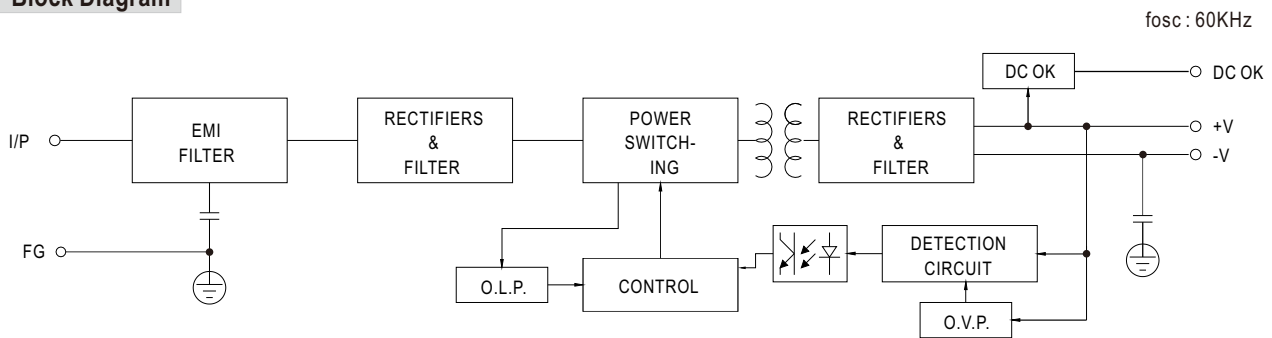 Block Diagram
fosc : 60KHz
I/P
FG
EMI
FILTER
RECTIFIERS
&
FILTER
POWER
SWITCH-
ING
RECTIFIERS
&
FILTER
DC OK
DC OK
+V
-V
O.L.P.
CONTROL
DETECTION
CIRCUIT
O.V.P.